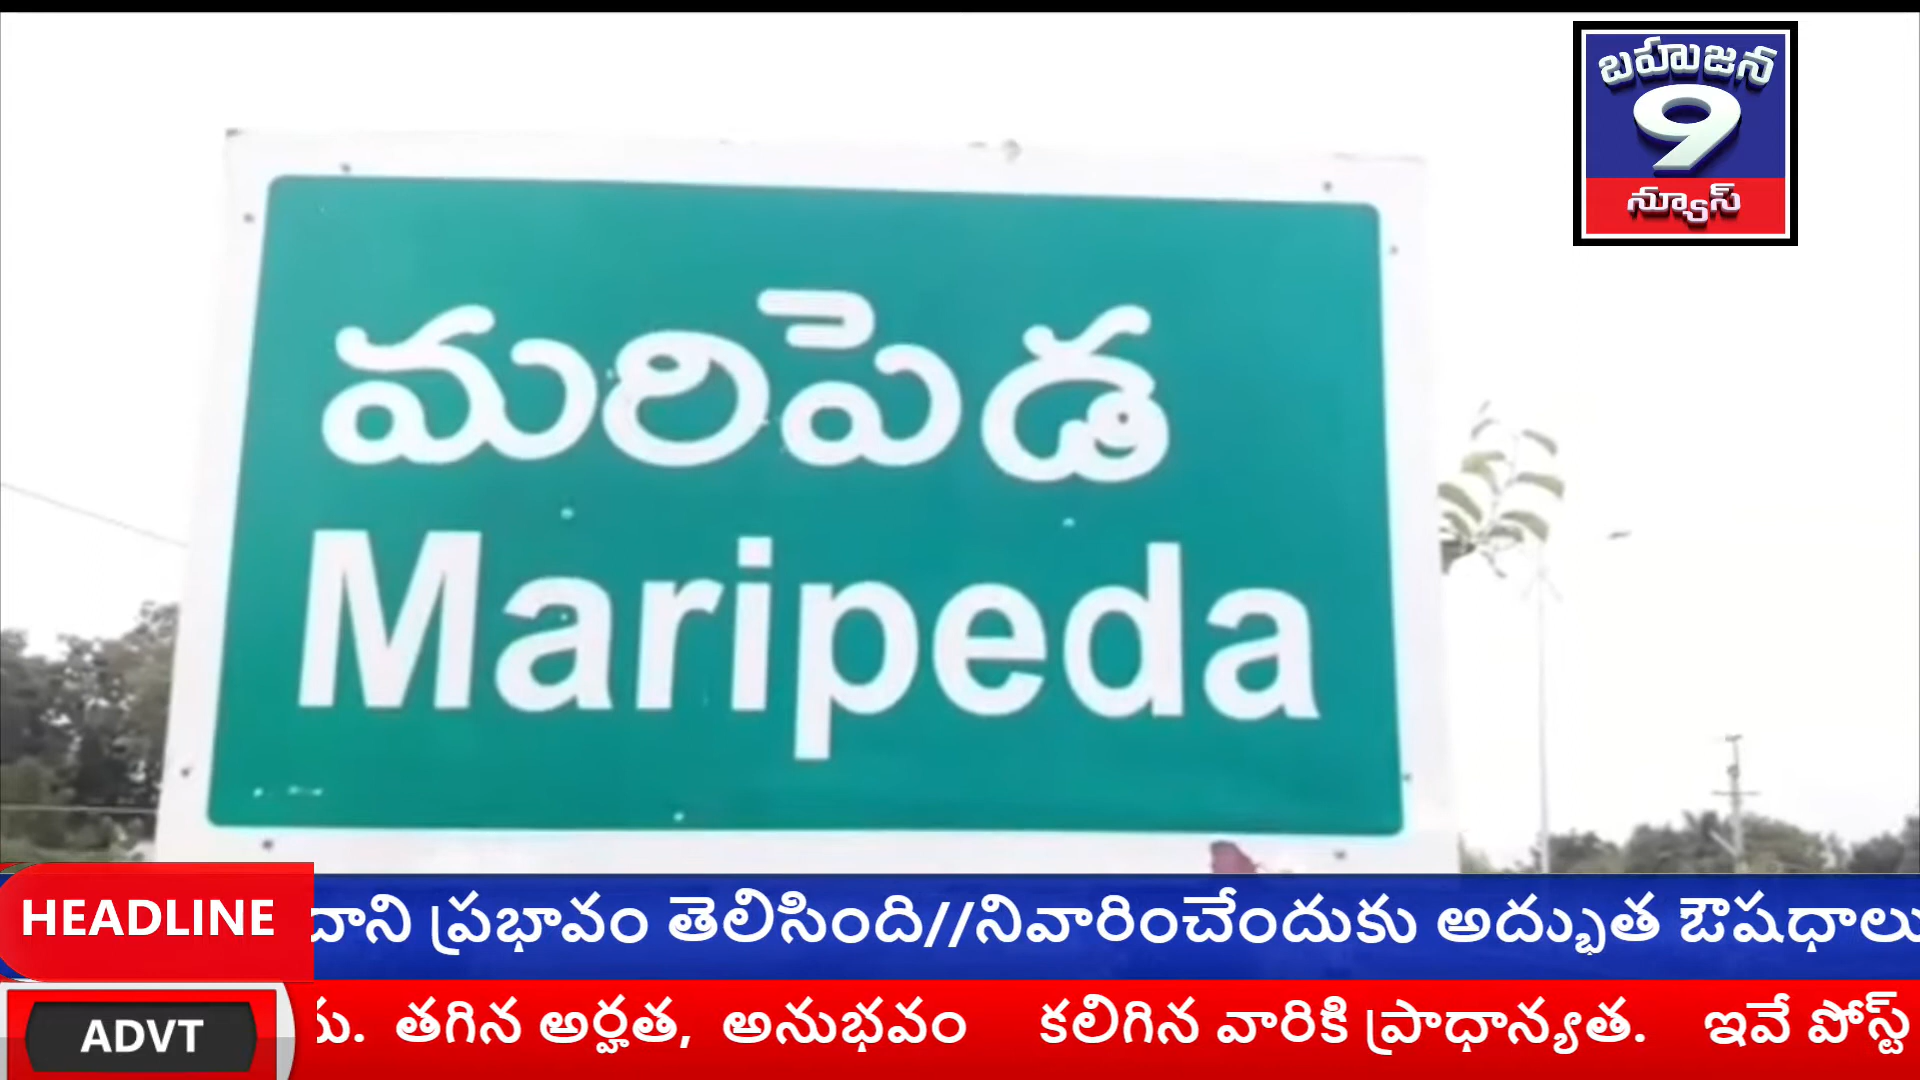 బహుజన
9
న్యూస్
మరిపెడ
Maripeda
HEADLINE
దాని ప్రభావం తెలిసింది//నివారించేందుకు అద్భుత ఔషధాలు
ADVT
తగిన అర్హత, అనుభవం కలిగిన వారికి ప్రాధాన్యత. ఇవే పోస్ట్